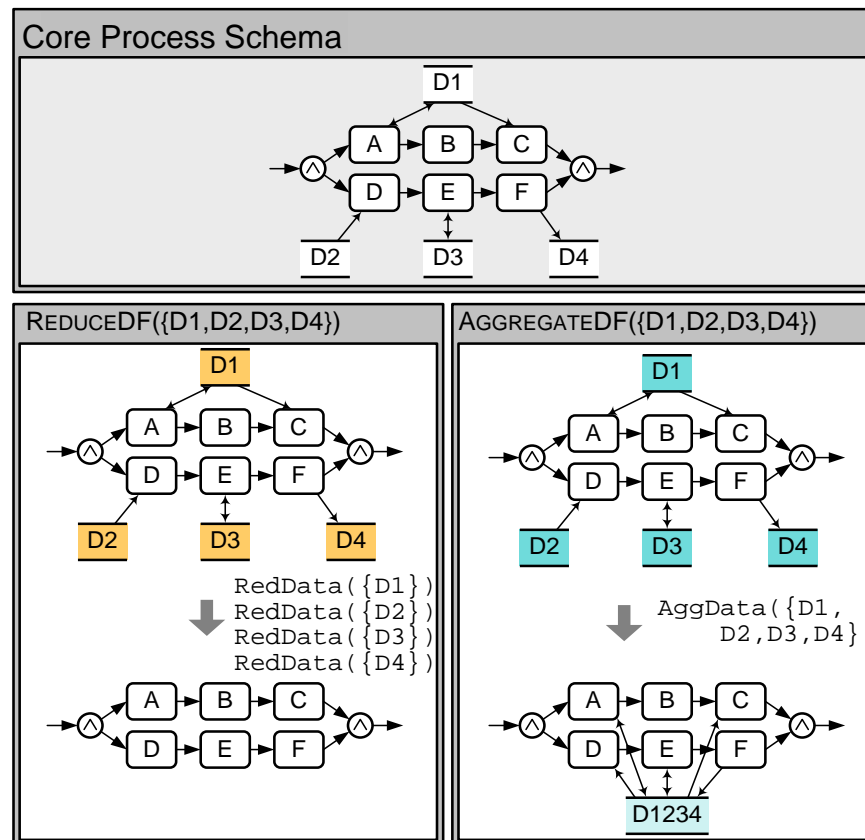 Core Process Schema
D1
A B C
∧ ∧
D E F
D2 D3 D4
REDUCEDF({D1,D2,D3,D4})
D1
A B C
∧ ∧
D E F
D2 D3 D4
RedData({D1})
RedData({D2})
RedData({D3})
RedData({D4})
A B C
∧ ∧
D E F
AGGREGATEDF({D1,D2,D3,D4})
D1
A B C
∧ ∧
D E F
D2 D3 D4
AggData({D1,
D2,D3,D4}
A B C
∧ ∧
D E F
D1234